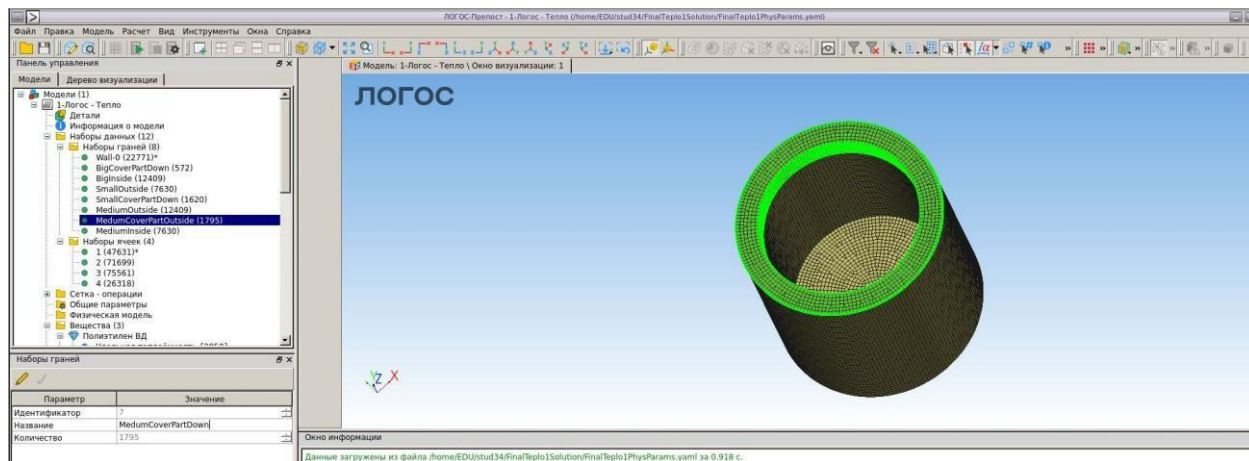 ЛОГОС-Препост - 1-Логос - Тепло (/home/EDU/stud34/FinalTeplo1Solution/FinalTeplo1PhysParams.yaml)
Файл Правка Модель Расчет Вид Инструменты Окна Справка
Панель управления
Модель: 1-Логос - Тепло \ Окно визуализации: 1
Модели Дерево визуализации
ЛОГОС
Модели (1)
1-Логос - Тепло
Детали
Информация о модели
Наборы данных (12)
Наборы граней (8)
Wall-0 (22771)*
BigCoverPartDown (572)
BigInside (12409)
SmallOutside (7630)
SmallCoverPartDown (1620)
MediumOutside (12409)
MedumCoverPartOutside (1795)
MediumInside (7630)
Наборы ячеек (4)
1 (47631)*
2 (71699)
3 (75561)
4 (26318)
Сетка - операции
Общие параметры
Физическая модель
Вещества (3)
Полиэтилен ВД
Наборы граней
Параметр Значение
Идентификатор 7
Название MedumCoverPartDown
Количество 1795
Y Z X
Окно информации
Данные загружены из файла /home/EDU/stud34/FinalTeplo1Solution/FinalTeplo1PhysParams.yaml за 0.918 с.